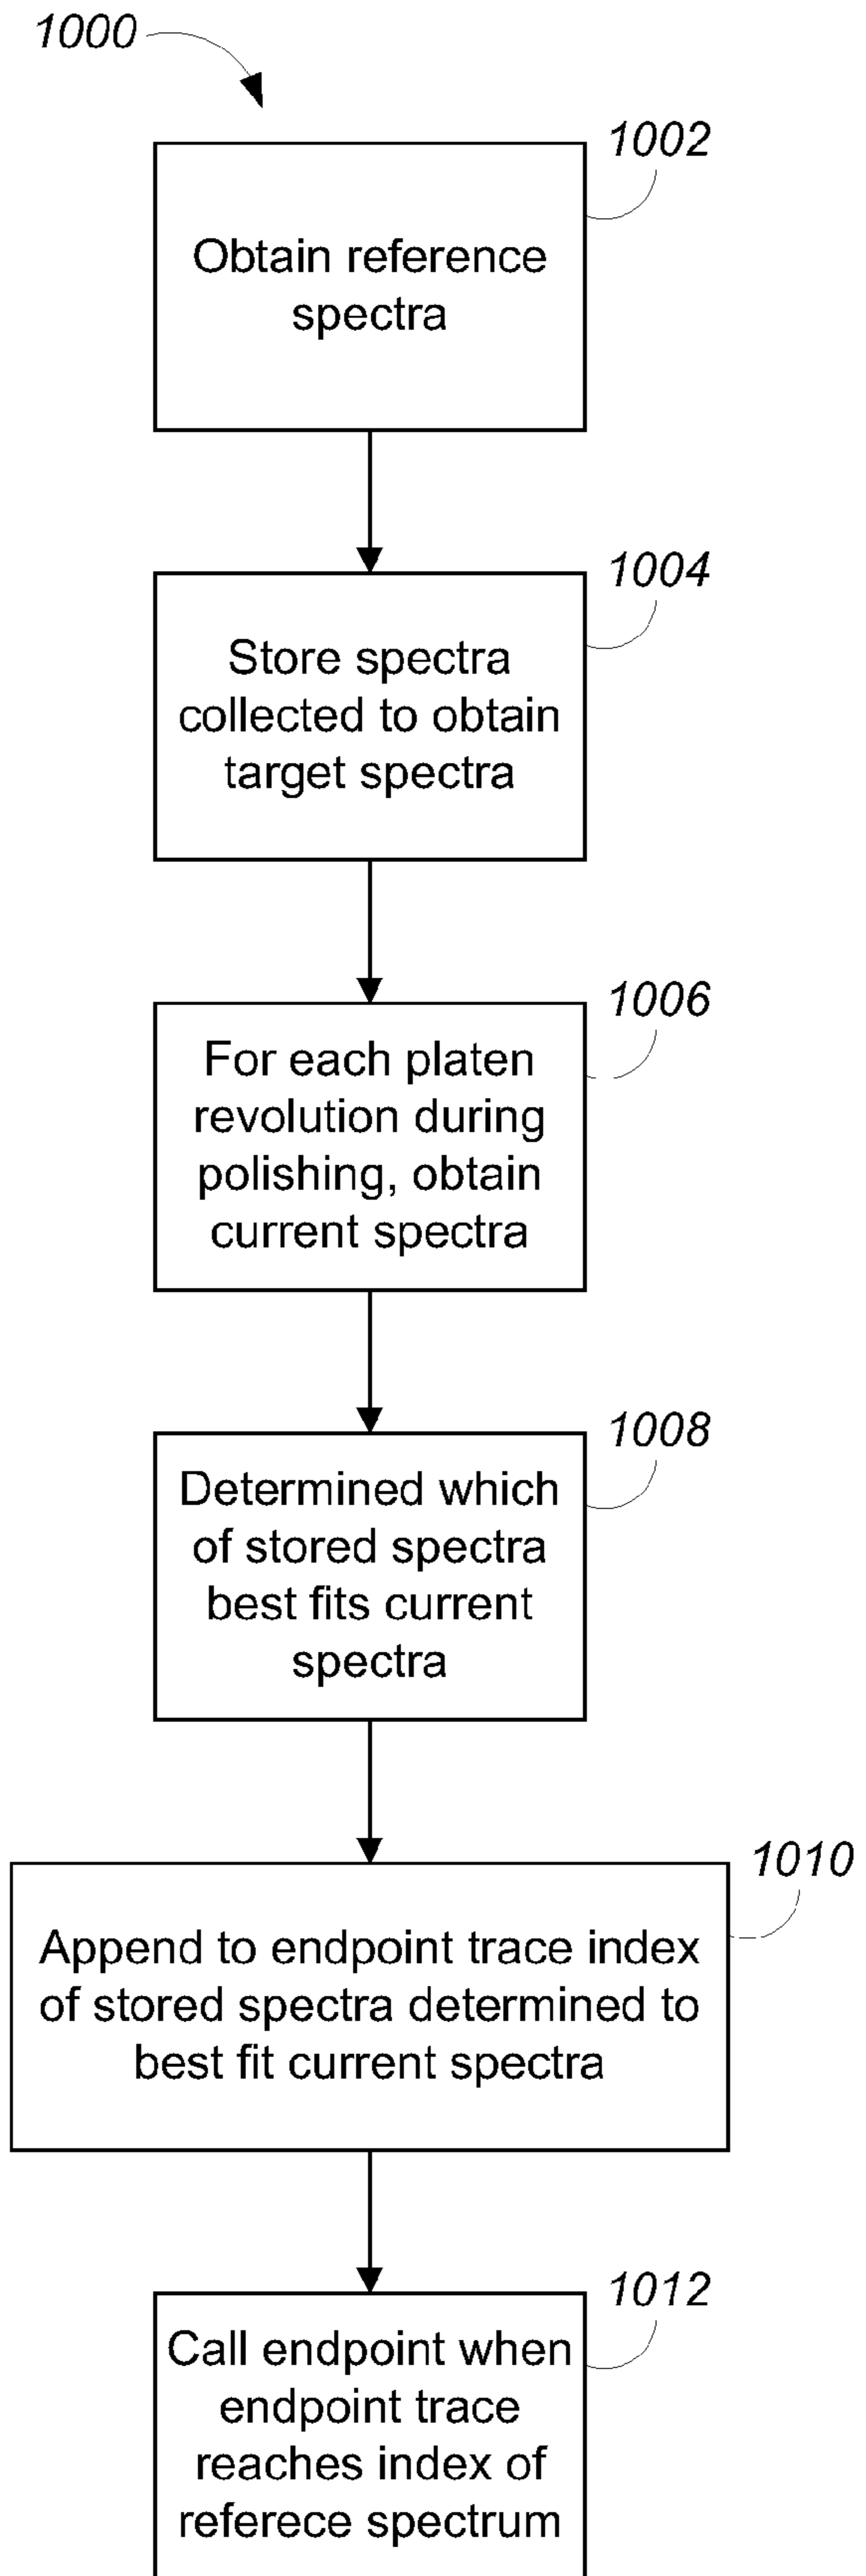 1000
1002
Obtain reference
spectra
1004
Store spectra
collected to obtain
target spectra
1006
For each platen
revolution during
polishing, obtain
current spectra
1008
Determined which
of stored spectra
best fits current
spectra
1010
Append to endpoint trace index
of stored spectra determined to
best fit current spectra
1012
Call endpoint when
endpoint trace
reaches index of
referece spectrum